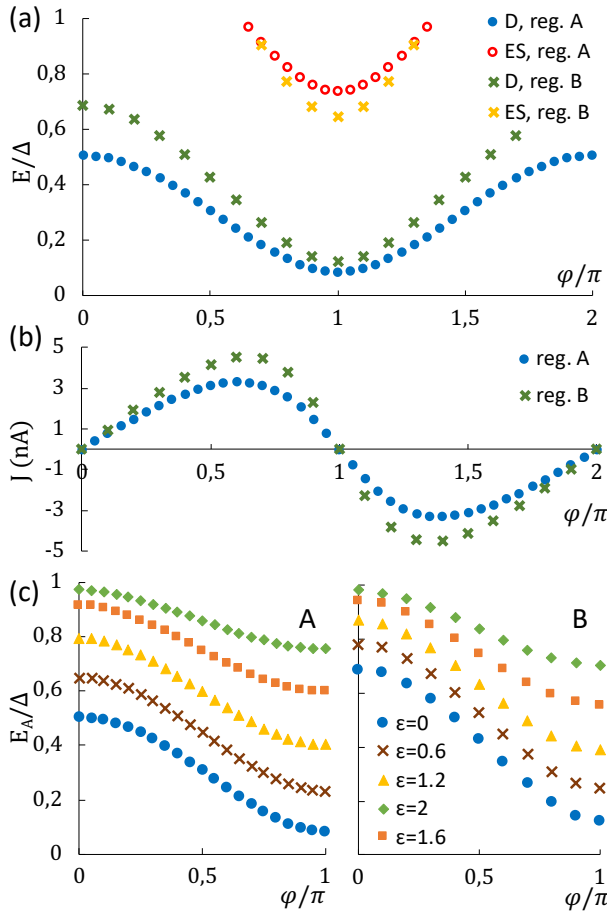 (a)
1
D, reg. A
ES, reg. A
D, reg. B
ES, reg. B
0,8
E/Δ
0,6
0,4
0,2
0
φ/π
0
0,5
1
1,5
2
(b)
reg. A
reg. B
J (nA)
5
3
1
-1
-3
-5
0
0,5
1
1,5
2
φ/π
(c)
A
B
E_A/Δ
1
0,8
0,6
0,4
0,2
0
ε=0
ε=0.6
ε=1.2
ε=2
ε=1.6
0
0,5
1
φ/π
0
0,5
1
φ/π